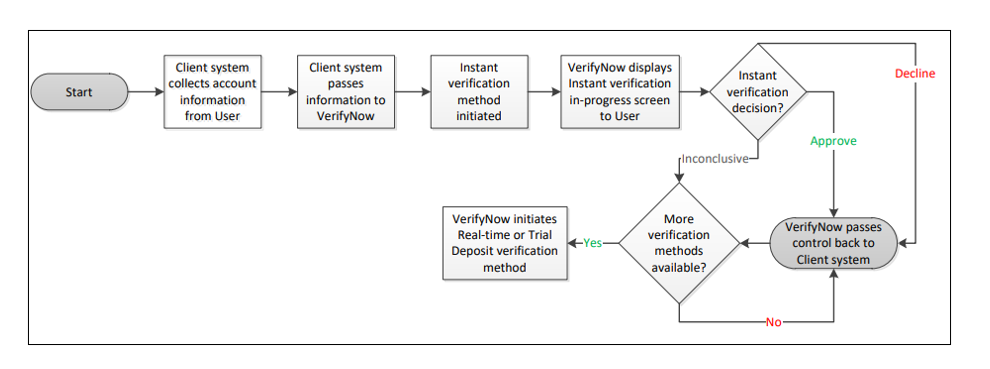 Start
Client system
collects account
information
from User
Client system
passes
information to
VerifyNow
Instant
verification
method
initiated
VerifyNow displays
Instant verification
in-progress screen
to User
Instant
verification
decision?
Decline
Approve
Inconclusive
VerifyNow initiates
Real-time or Trial
Deposit verification
method
Yes
More
verification
methods
available?
VerifyNow passes
control back to
Client system
No